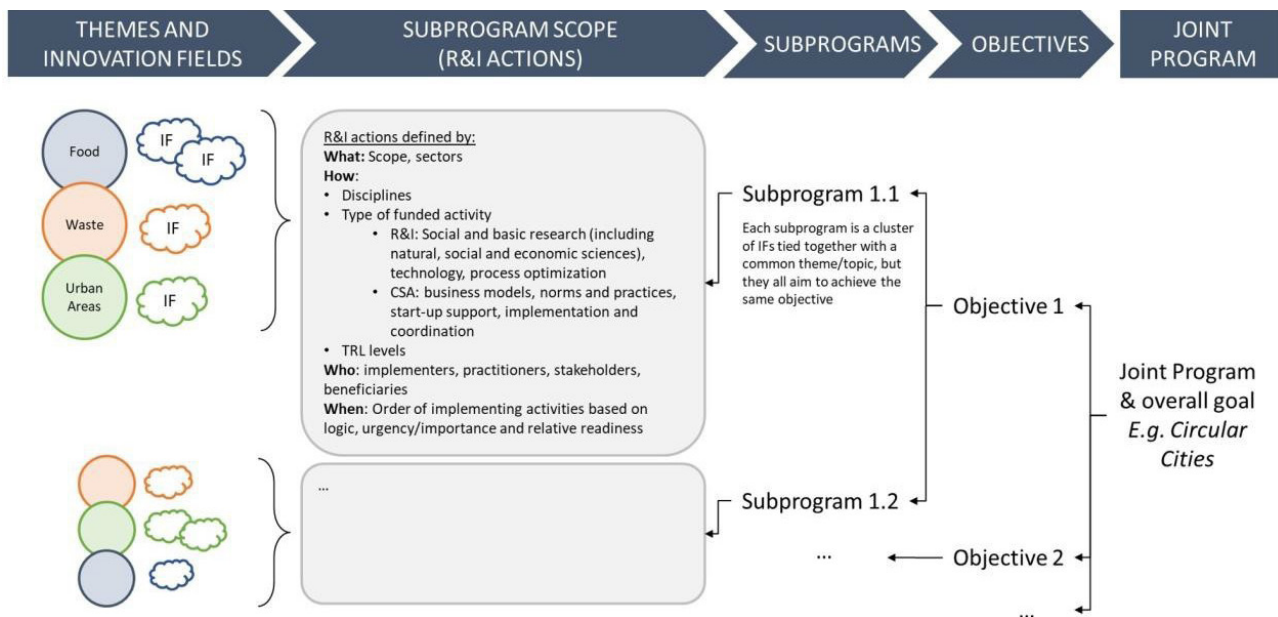 THEMES AND
INNOVATION FIELDS
SUBPROGRAM SCOPE
(R&I ACTIONS)
SUBPROGRAMS
OBJECTIVES
JOINT
PROGRAM
Food
IF
IF
Waste
IF
Urban
Areas
IF
R&I actions defined by:
What: Scope, sectors
How:
• Disciplines
• Type of funded activity
• R&I: Social and basic research (including
natural, social and economic sciences),
technology, process optimization
• CSA: business models, norms and practices,
start-up support, implementation and
coordination
• TRL levels
Who: implementers, practitioners, stakeholders,
beneficiaries
When: Order of implementing activities based on
logic, urgency/importance and relative readiness
Subprogram 1.1
Each subprogram is a cluster
of IFs tied together with a
common theme/topic, but
they all aim to achieve the
same objective
Objective 1
Joint Program
& overall goal
E.g. Circular
Cities
...
Subprogram 1.2
...
Objective 2
...